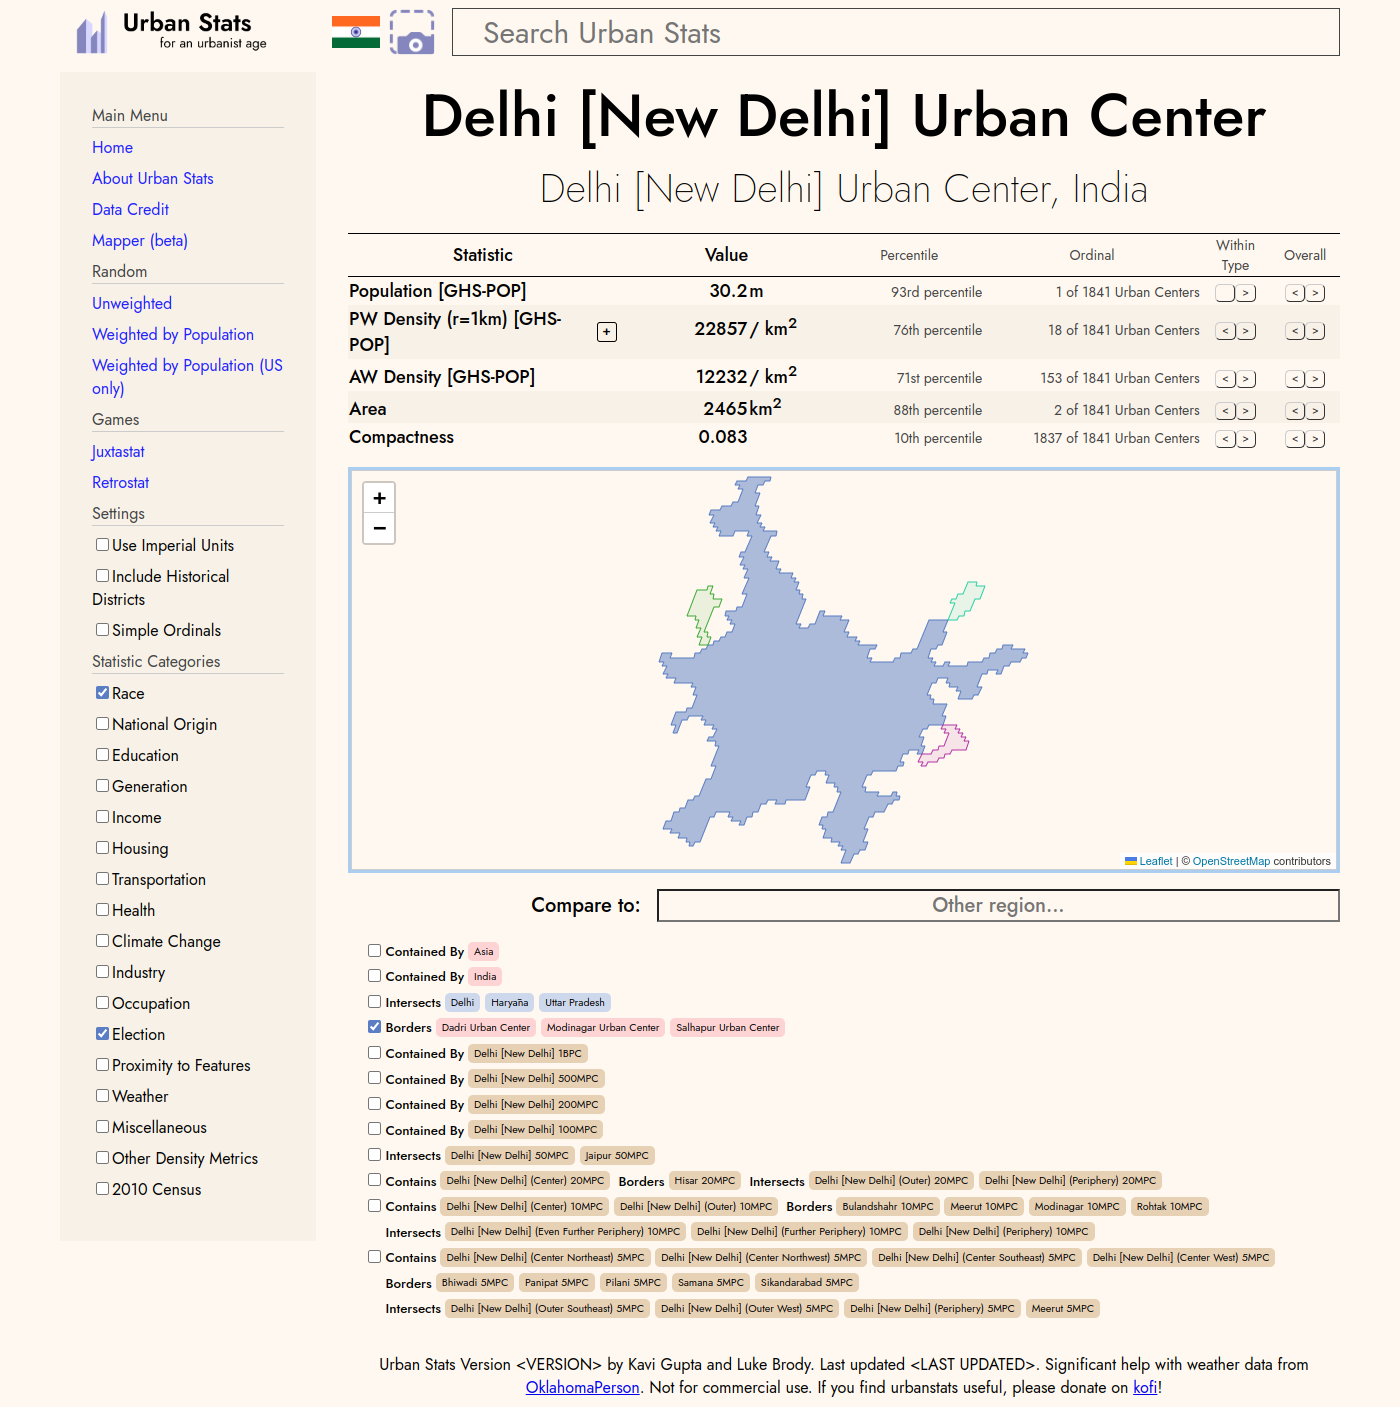 Urban Stats
for an urbanist age
Search Urban Stats
Main Menu
Home
About Urban Stats
Data Credit
Mapper (beta)
Random
Unweighted
Weighted by Population
Weighted by Population (US
only)
Games
Juxtastat
Retrostat
Settings
Use Imperial Units
Include Historical
Districts
Simple Ordinals
Statistic Categories
Race
National Origin
Education
Generation
Income
Housing
Transportation
Health
Climate Change
Industry
Occupation
Election
Proximity to Features
Weather
Miscellaneous
Other Density Metrics
2010 Census
Delhi [New Delhi] Urban Center
Delhi [New Delhi] Urban Center, India
Statistic Value Percentile Ordinal Within Type Overall
Population [GHS-POP] 30.2 m 93rd percentile 1 of 1841 Urban Centers > < >
PW Density (r=1km) [GHS-
POP] + 22857 / km² 76th percentile 18 of 1841 Urban Centers < > < >
AW Density [GHS-POP] 12232 / km² 71st percentile 153 of 1841 Urban Centers < > < >
Area 2465 km² 88th percentile 2 of 1841 Urban Centers < > < >
Compactness 0.083 10th percentile 1837 of 1841 Urban Centers < > < >
+
−
Leaflet | © OpenStreetMap contributors
Compare to: Other region...
Contained By Asia
Contained By India
Intersects Delhi Haryāna Uttar Pradesh
Borders Dadri Urban Center Modinagar Urban Center Salhapur Urban Center
Contained By Delhi [New Delhi] 1BPC
Contained By Delhi [New Delhi] 500MPC
Contained By Delhi [New Delhi] 200MPC
Contained By Delhi [New Delhi] 100MPC
Intersects Delhi [New Delhi] 50MPC Jaipur 50MPC
Contains Delhi [New Delhi] (Center) 20MPC Borders Hisar 20MPC Intersects Delhi [New Delhi] (Outer) 20MPC Delhi [New Delhi] (Periphery) 20MPC
Contains Delhi [New Delhi] (Center) 10MPC Delhi [New Delhi] (Outer) 10MPC Borders Bulandshahr 10MPC Meerut 10MPC Modinagar 10MPC Rohtak 10MPC
Intersects Delhi [New Delhi] (Even Further Periphery) 10MPC Delhi [New Delhi] (Further Periphery) 10MPC Delhi [New Delhi] (Periphery) 10MPC
Contains Delhi [New Delhi] (Center Northeast) 5MPC Delhi [New Delhi] (Center Northwest) 5MPC Delhi [New Delhi] (Center Southeast) 5MPC Delhi [New Delhi] (Center West) 5MPC
Borders Bhiwadi 5MPC Panipat 5MPC Pilani 5MPC Samana 5MPC Sikandarabad 5MPC
Intersects Delhi [New Delhi] (Outer Southeast) 5MPC Delhi [New Delhi] (Outer West) 5MPC Delhi [New Delhi] (Periphery) 5MPC Meerut 5MPC
Urban Stats Version <VERSION> by Kavi Gupta and Luke Brody. Last updated <LAST UPDATED>. Significant help with weather data from
OklahomaPerson. Not for commercial use. If you find urbanstats useful, please donate on kofi!